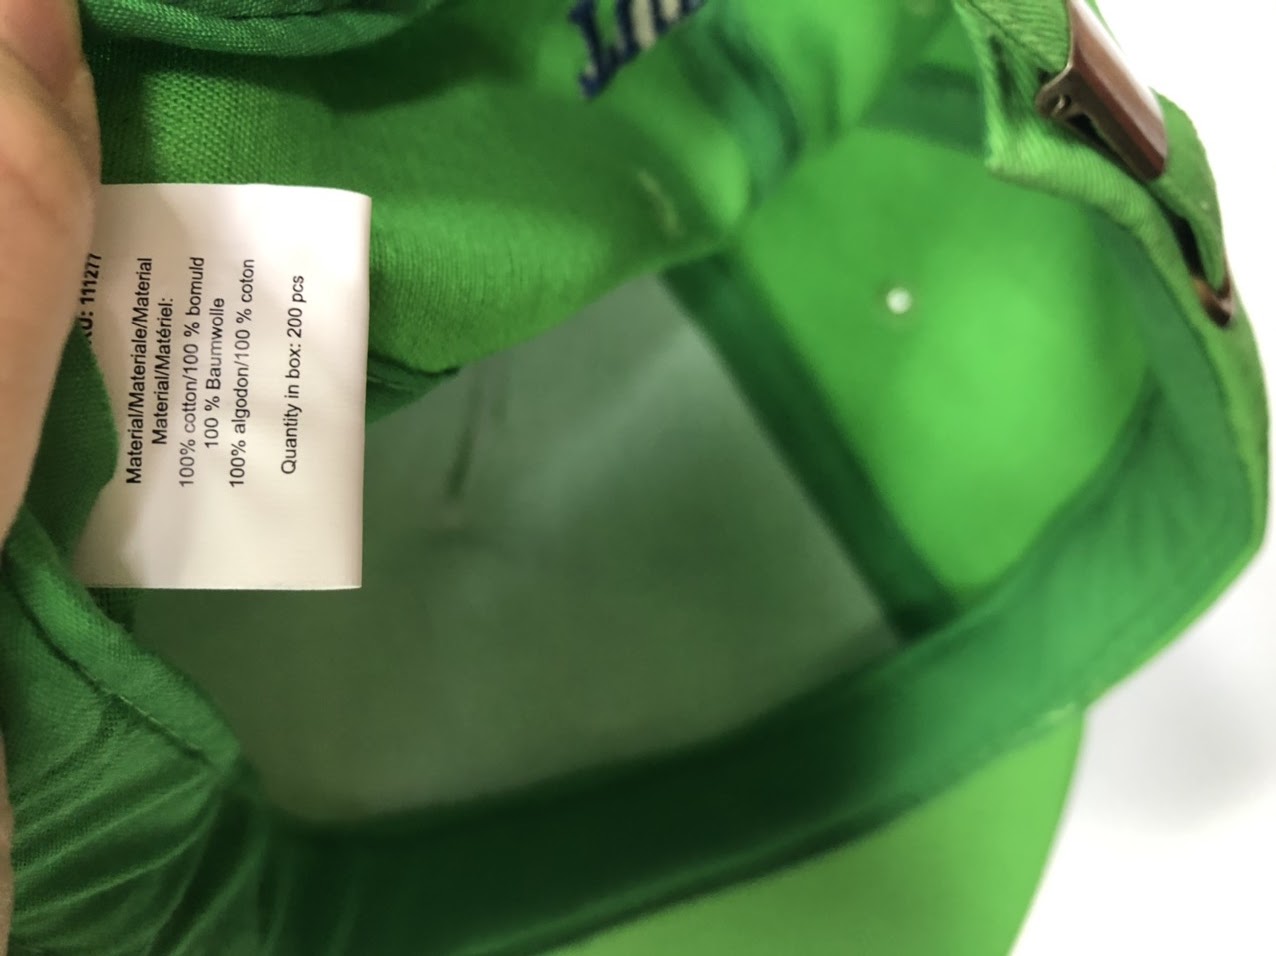 : 111277
Material/Materiale/Material
Material/Matériel:
100% cotton/100 % bomuld
100 % Baumwolle
100% algodon/100 % coton
Quantity in box: 200 pcs